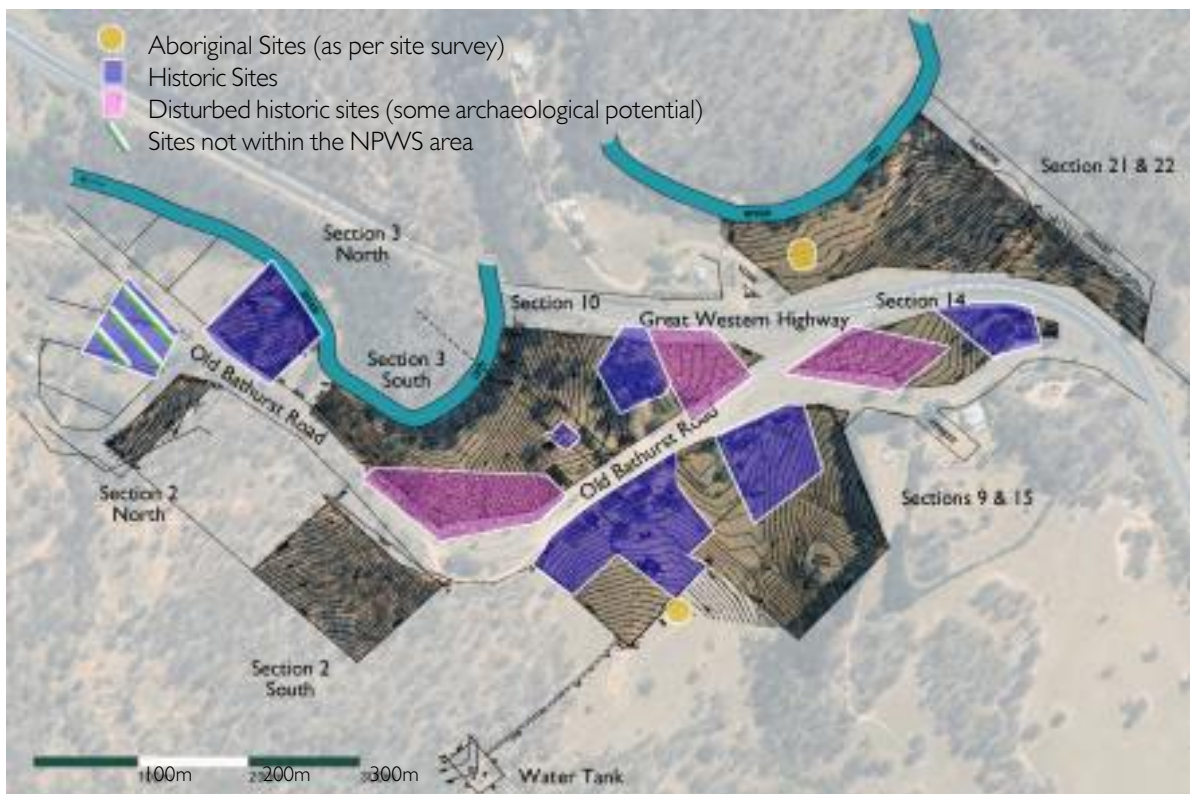 Aboriginal Sites (as per site survey)
Historic Sites
Disturbed historic sites (some archaeological potential)
Sites not within the NPWS area
Section 21 & 22
Section 3
North
Section 10
Section 14
Great Western Highway
Section 3
South
Old Bathurst Road
Old Bathurst Road
Section 2
North
Sections 9 & 15
Section 2
South
100m
200m
300m
Water Tank